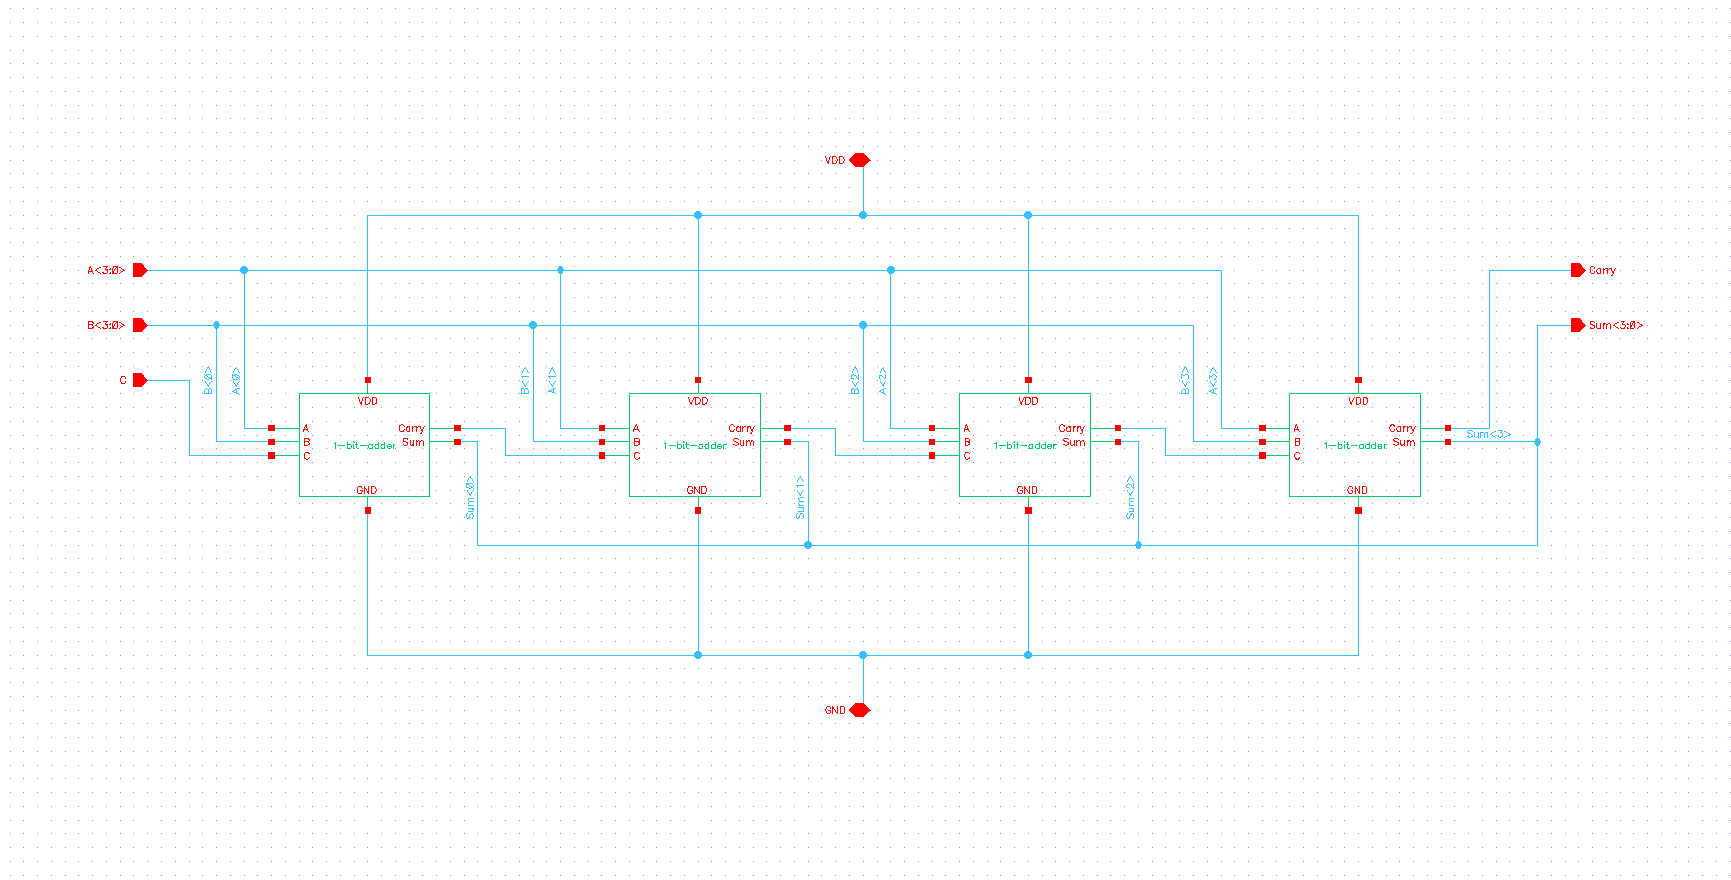 VDD
A<3:0>
Carry
B<3:0>
Sum<3:0>
C
B<0>
A<0>
B<1>
A<1>
B<2>
A<2>
B<3>
A<3>
VDD
A
B
C
1-bit-adder
Carry
Sum
GND
Sum<0>
VDD
A
B
C
1-bit-adder
Carry
Sum
GND
Sum<1>
VDD
A
B
C
1-bit-adder
Carry
Sum
GND
Sum<2>
VDD
A
B
C
1-bit-adder
Carry
Sum
GND
Sum<3>
GND